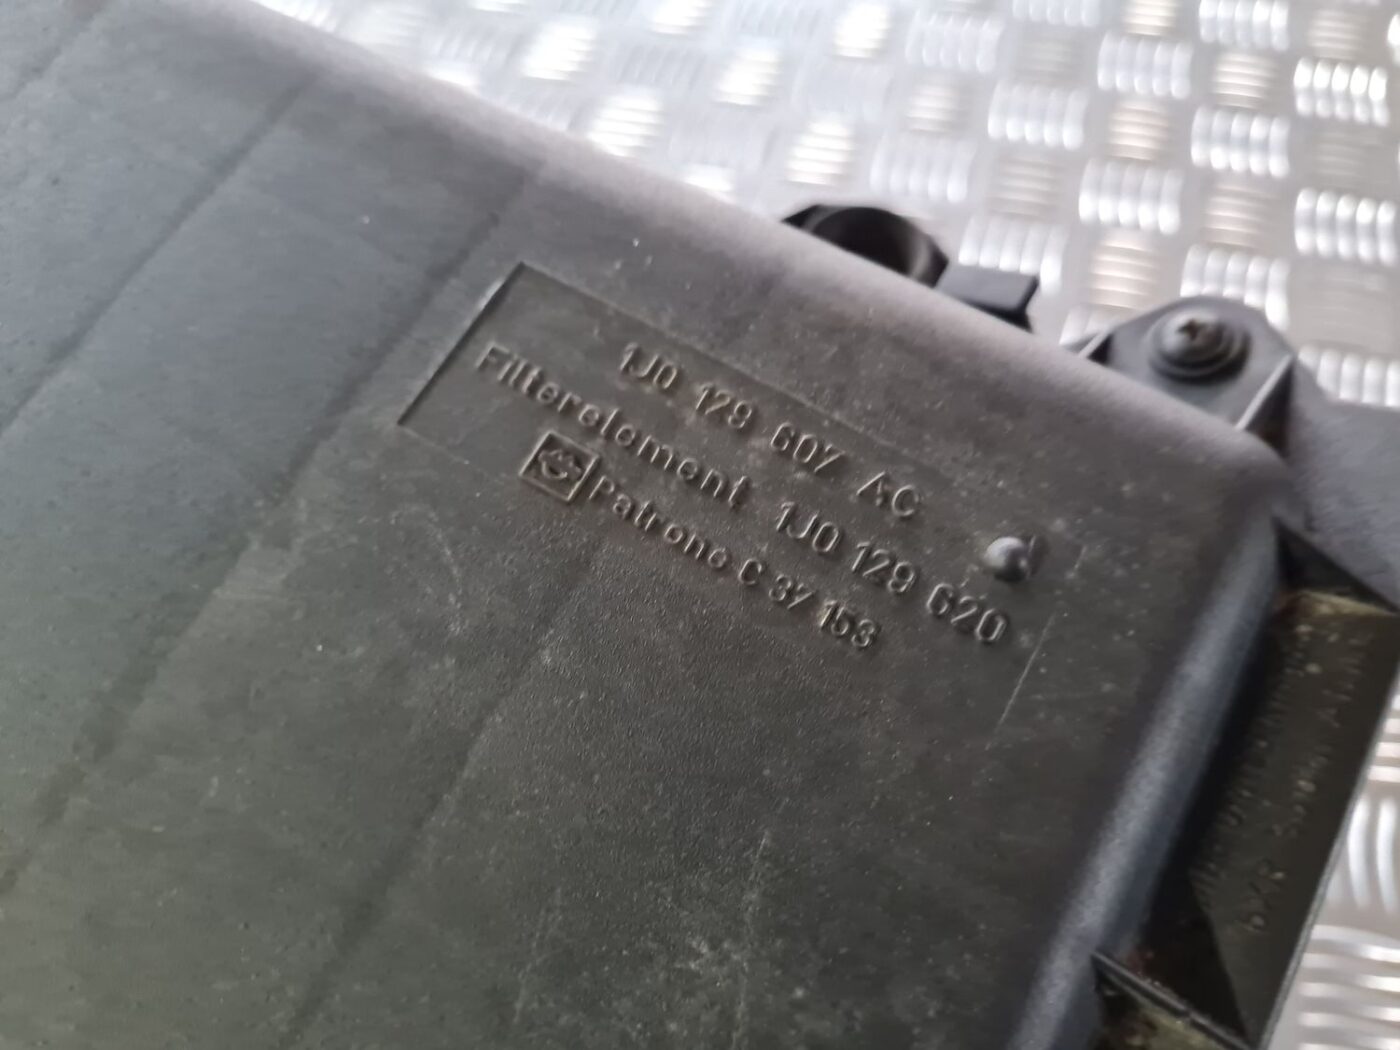 1J0 129 607 AC
Filterelement 1J0 129 620
Patrone C 37 153